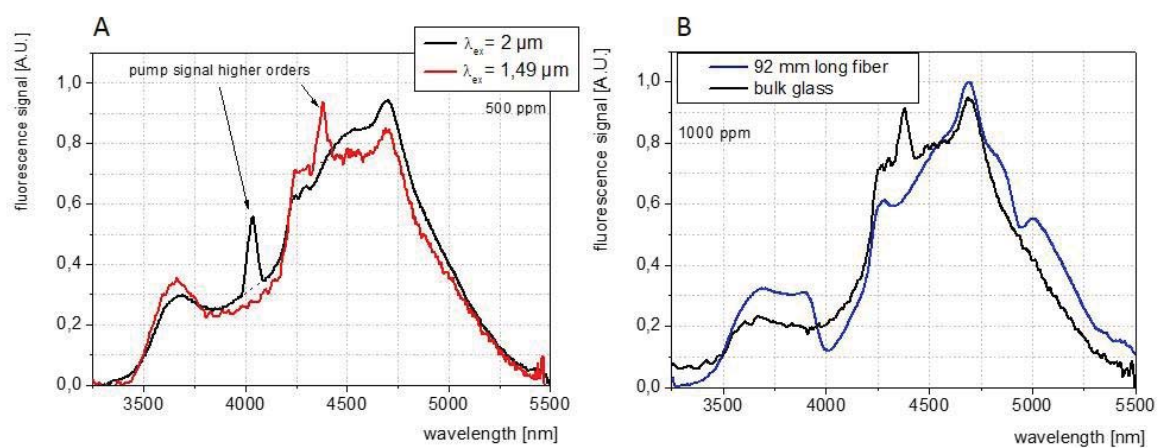 A
λex = 2 µm
λex = 1,49 µm
pump signal higher orders
500 ppm
fluorescence signal [A.U.]
1,0
0,8
0,6
0,4
0,2
0,0
3500 4000 4500 5000 5500
wavelength [nm]
B
92 mm long fiber
bulk glass
1000 ppm
fluorescence signal [A.U.]
1,0
0,8
0,6
0,4
0,2
0,0
3500 4000 4500 5000 5500
wavelength [nm]